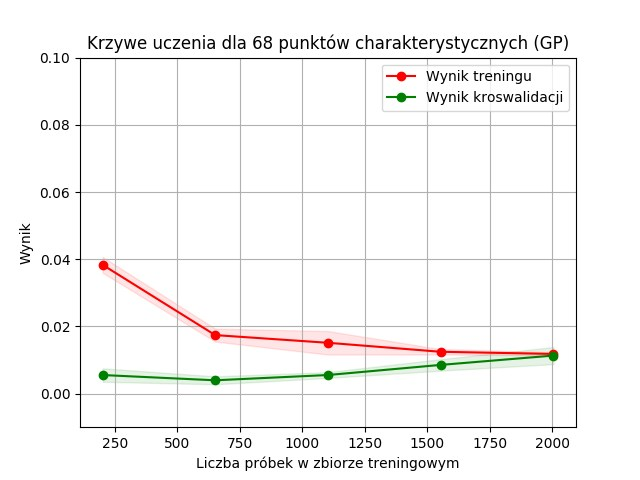 Krzywe uczenia dla 68 punktów charakterystycznych (GP)
Wynik treningu
Wynik kroswalidacji
0.10
0.08
0.06
0.04
0.02
0.00
Wynik
250 500 750 1000 1250 1500 1750 2000
Liczba próbek w zbiorze treningowym